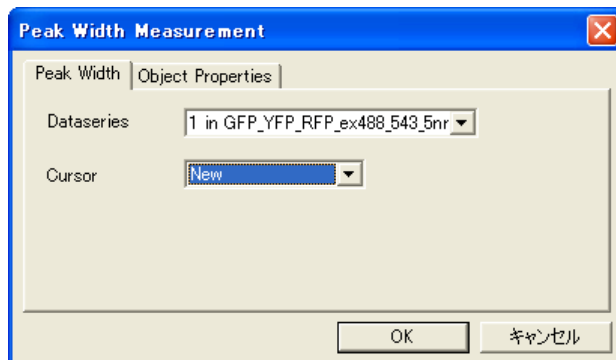 Peak Width Measurement
Peak Width Object Properties
Dataseries 1 in GFP_YFP_RFP_ex488_543_5nr
Cursor New
OK キャンセル